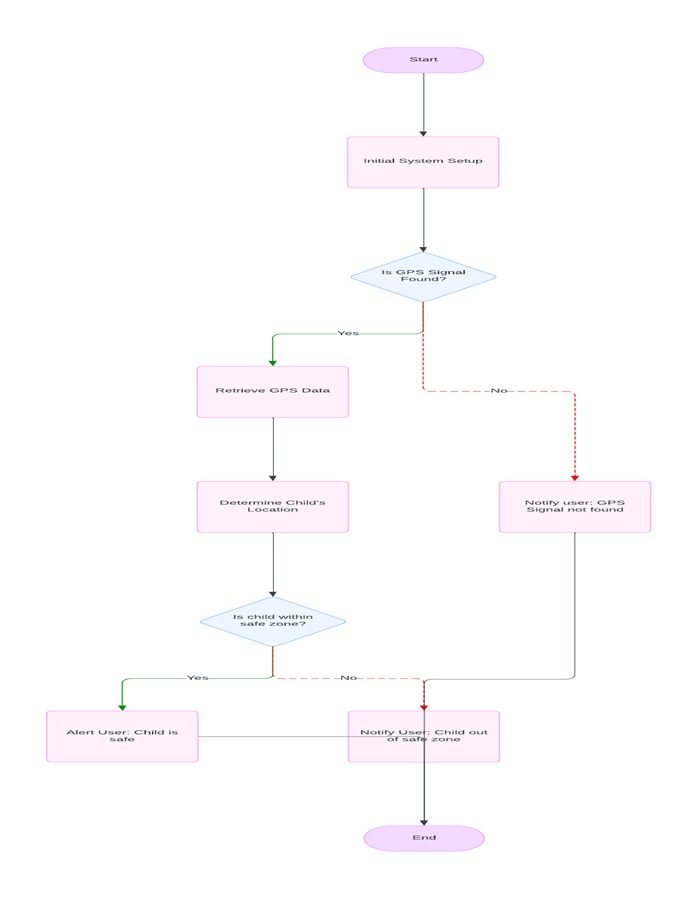 Start
Initial System Setup
Is GPS Signal
Found?
Yes
Retrieve GPS Data
No
Determine Child's
Location
Notify user: GPS
Signal not found
Is child within
safe zone?
Yes
No
Alert User: Child is
safe
Notify User: Child out
of safe zone
End